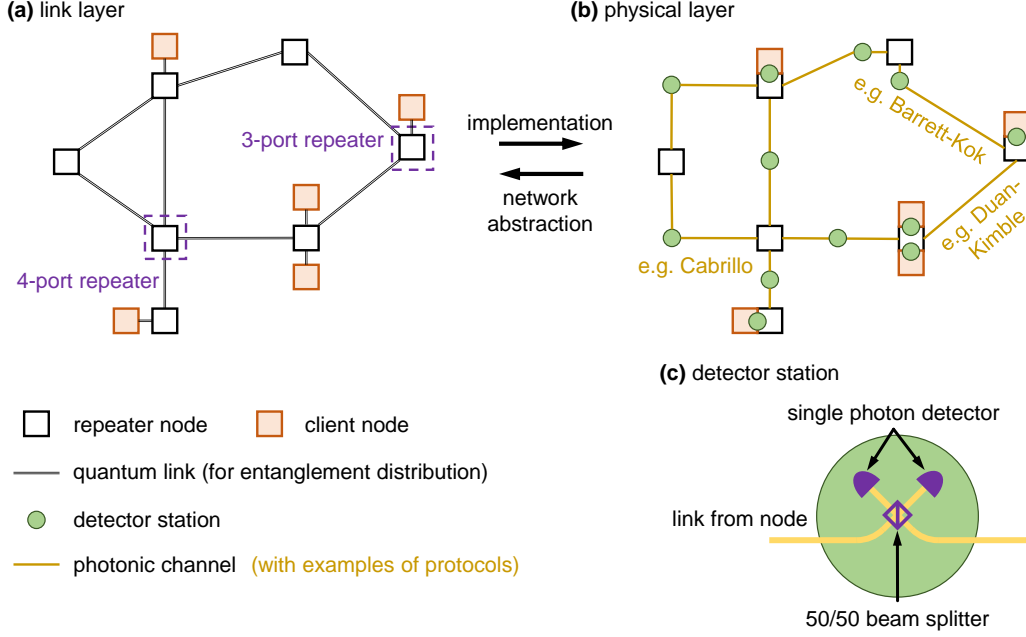 (a) link layer
3-port repeater
4-port repeater
implementation
network
abstraction
(b) physical layer
e.g. Barrett-Kok
e.g. Duan-
Kimble
e.g. Cabrillo
repeater node
client node
quantum link (for entanglement distribution)
detector station
photonic channel (with examples of protocols)
(c) detector station
single photon detector
link from node
50/50 beam splitter